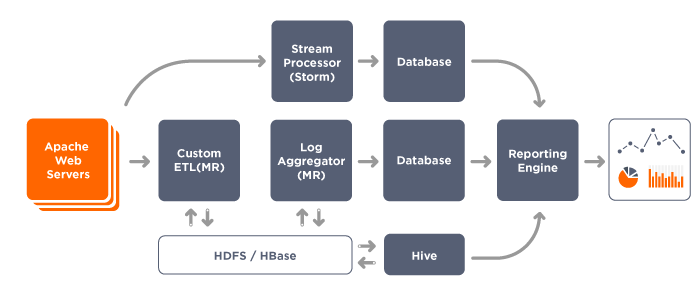 Stream
Processor
(Storm)
Database
Apache
Web
Servers
Custom
ETL(MR)
Log
Aggregator
(MR)
Database
Reporting
Engine
HDFS / HBase
Hive